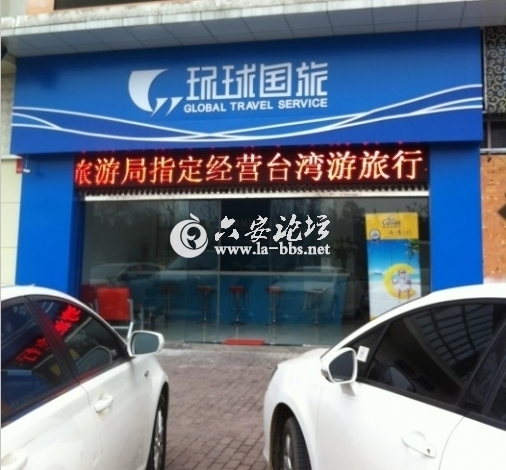 环球国旅
GLOBAL TRAVEL SERVICE
旅游局指定经营台湾游旅行
六安论坛
www.la-bbs.net